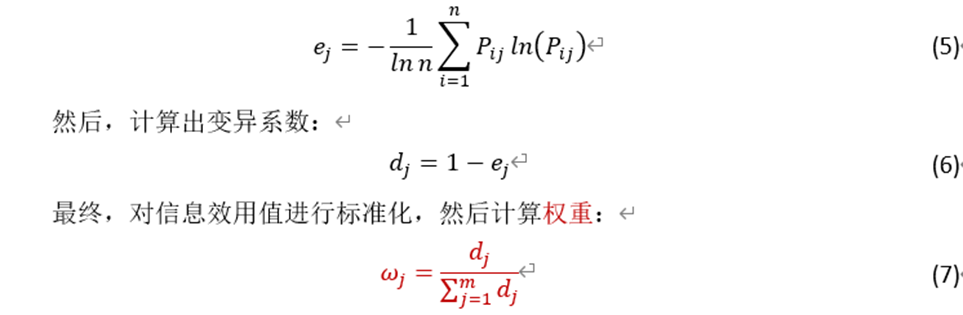 e_j = -\frac{1}{ln n}\sum_{i=1}^{n} P_{ij} ln(P_{ij})↵ (5)
然后，计算出变异系数：↵
d_j = 1 - e_j↵ (6)
最终，对信息效用值进行标准化，然后计算权重：↵
ω_j = \frac{d_j}{\sum_{j=1}^{m} d_j}↵ (7)